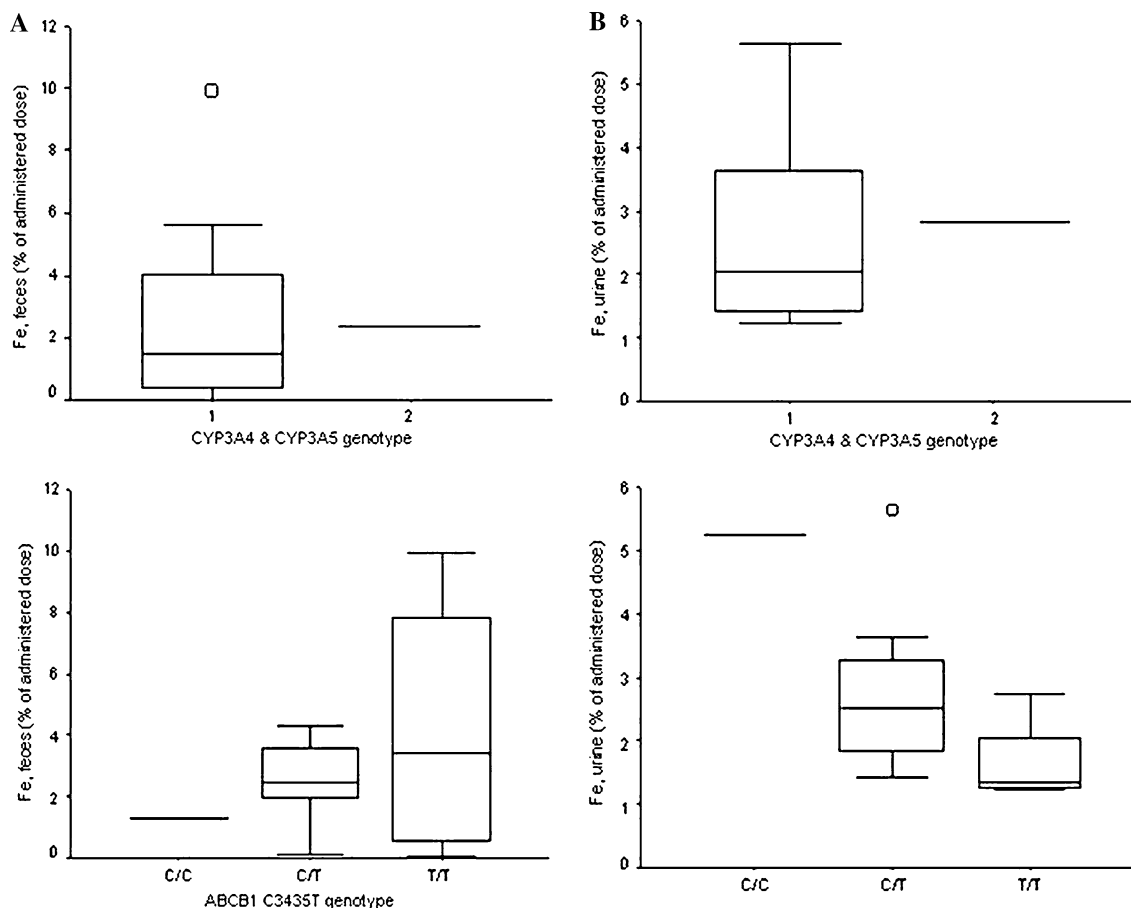 A
Fe, feces (% of administered dose)
12
10
8
6
4
2
0
1
2
CYP3A4 & CYP3A5 genotype
B
Fe, urine (% of administered dose)
6
5
4
3
2
1
0
1
2
CYP3A4 & CYP3A5 genotype
Fe, feces (% of administered dose)
12
10
8
6
4
2
0
C/C
C/T
T/T
ABCB1 C3435T genotype
Fe, urine (% of administered dose)
6
5
4
3
2
1
0
C/C
C/T
T/T